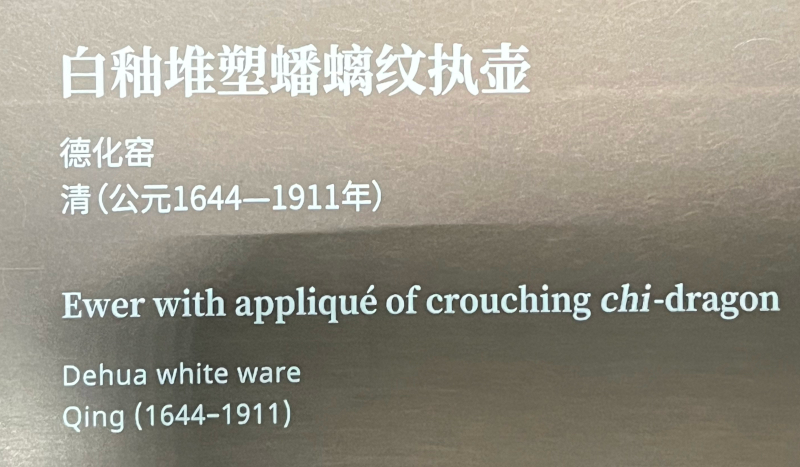 白釉堆塑蟠螭纹执壶
德化窑
清（公元1644—1911年）
Ewer with appliqué of crouching chi-dragon
Dehua white ware
Qing (1644–1911)